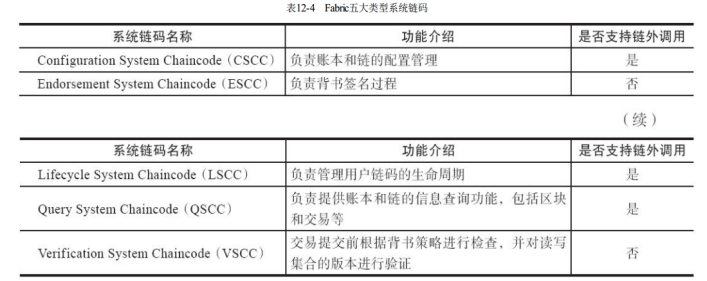 表12-4 Fabric五大类型系统链码
系统链码名称 功能介绍 是否支持链外调用
Configuration System Chaincode（CSCC） 负责账本和链的配置管理 是
Endorsement System Chaincode（ESCC） 负责背书签名过程 否
（续）
系统链码名称 功能介绍 是否支持链外调用
Lifecycle System Chaincode（LSCC） 负责管理用户链码的生命周期 是
Query System Chaincode（QSCC） 负责提供账本和链的信息查询功能，包括区块
和交易等 是
Verification System Chaincode（VSCC） 交易提交前根据背书策略进行检查，并对读写
集合的版本进行验证 否